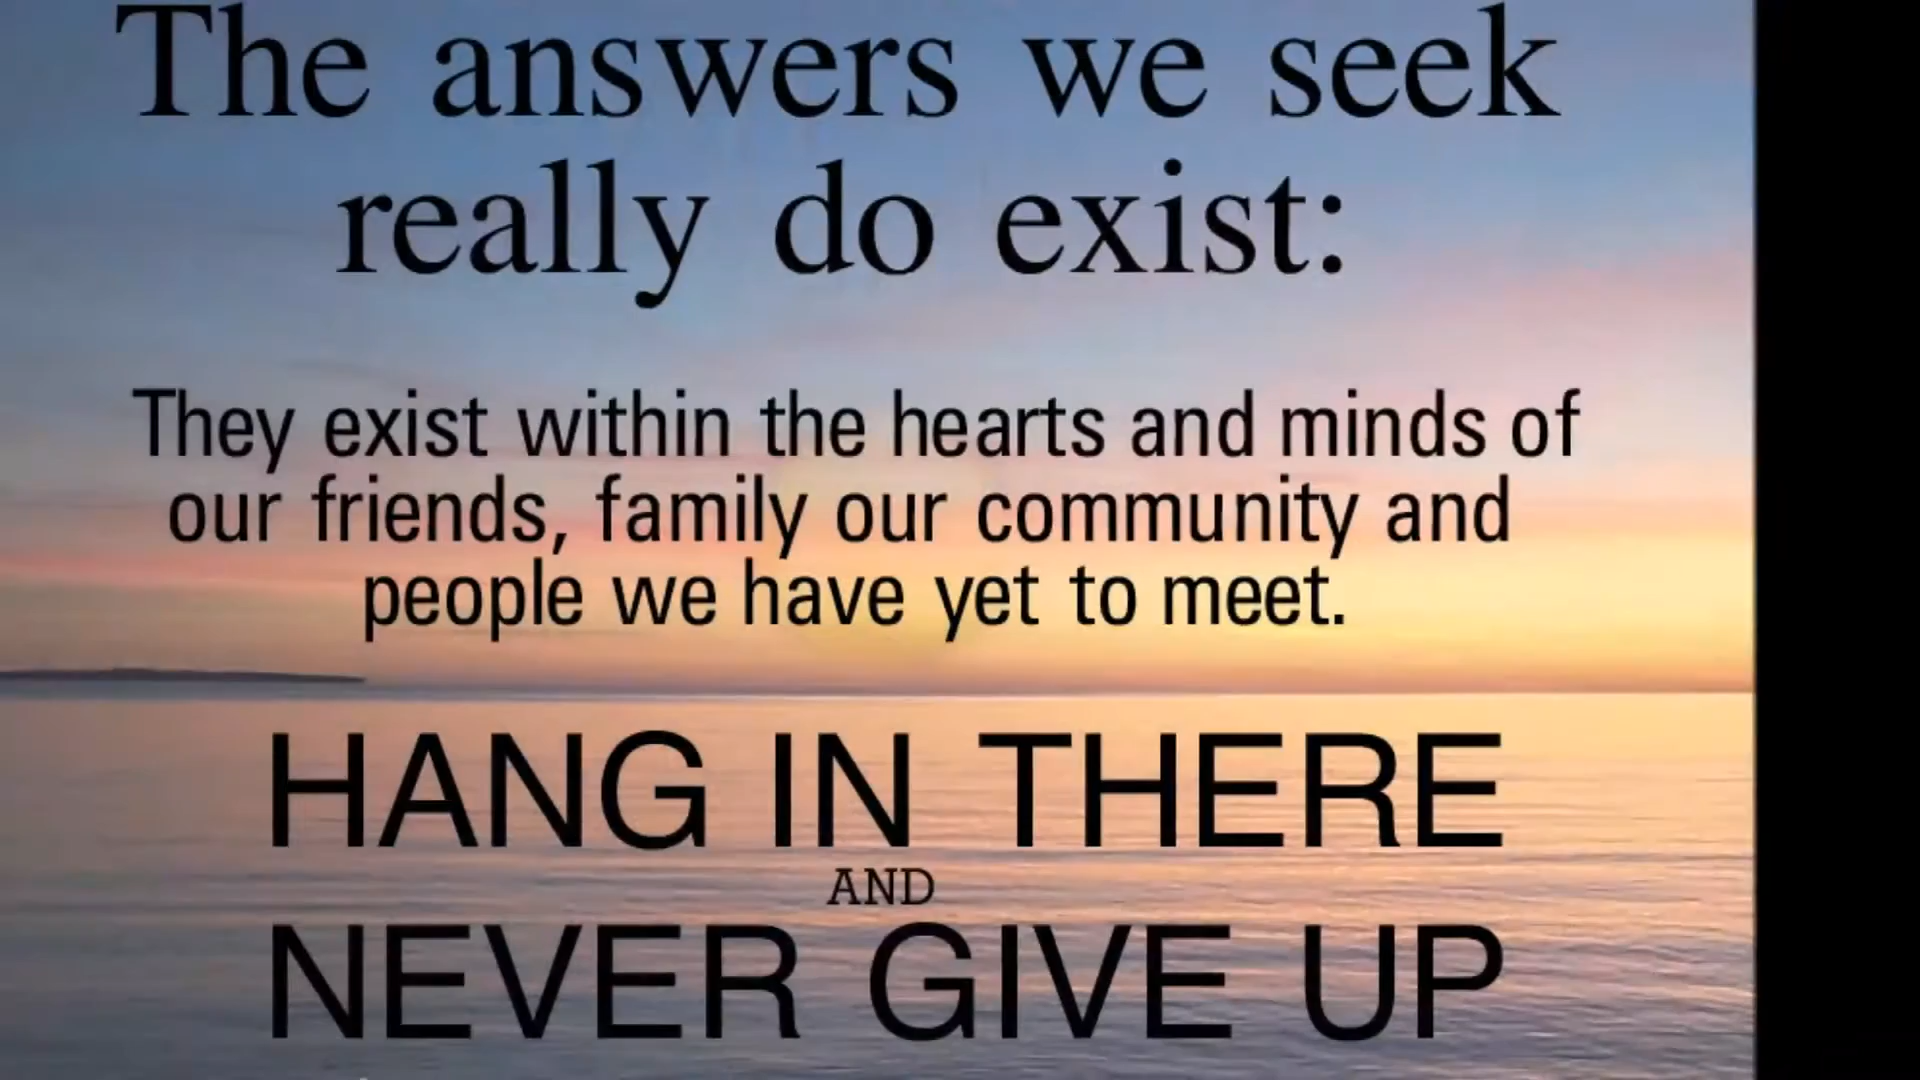 The answers we seek
really do exist:
They exist within the hearts and minds of
our friends, family our community and
people we have yet to meet.
HANG IN THERE
AND
NEVER GIVE UP